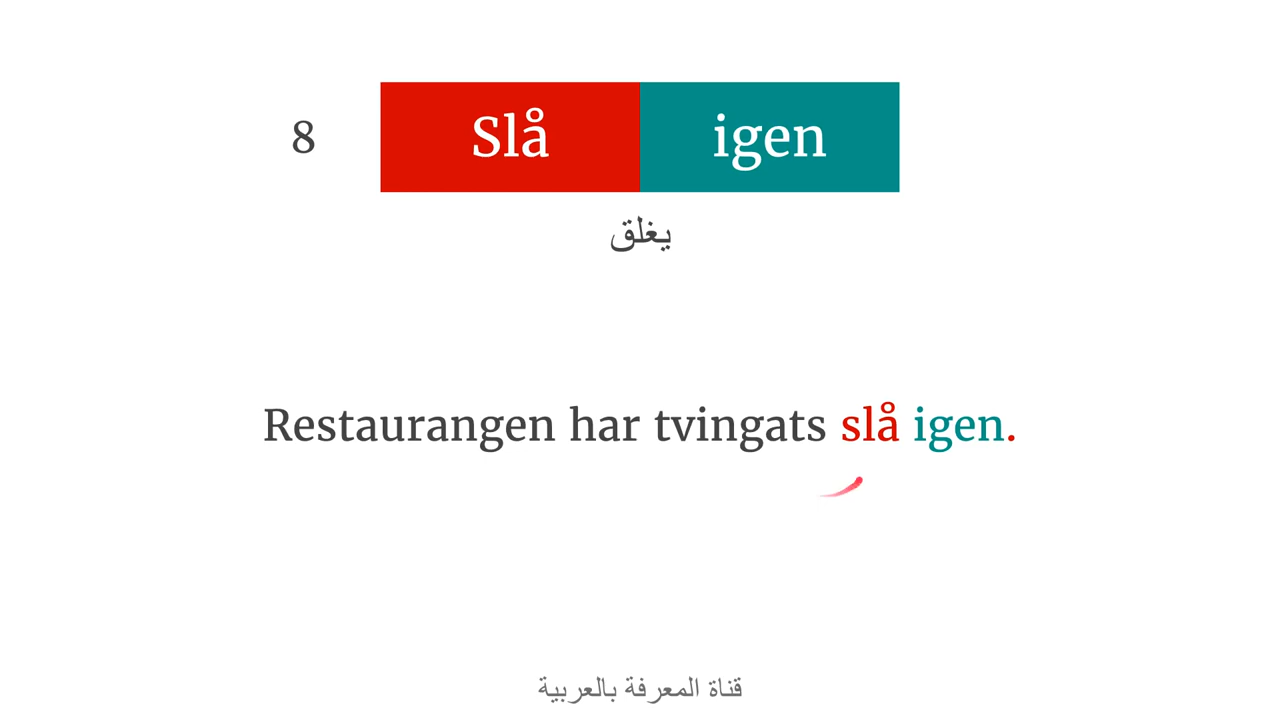 8 Slå igen
يغلق
Restaurangen har tvingats slå igen.
قناة المعرفة بالعربية